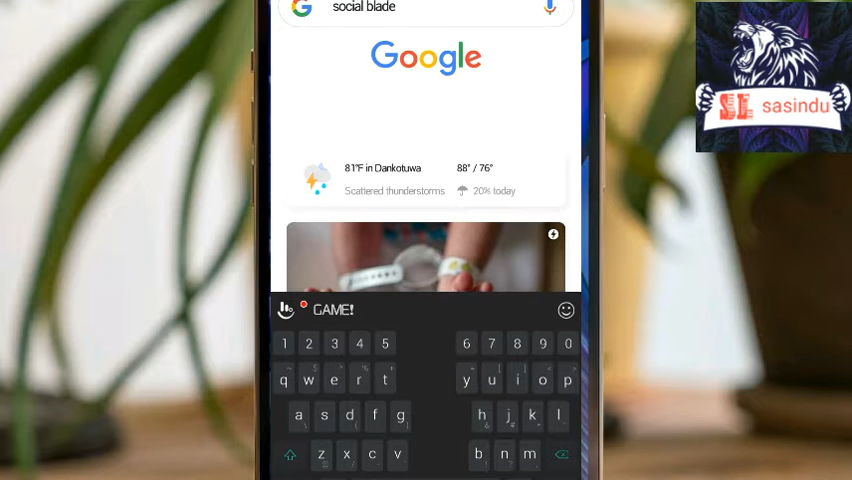 social blade
Google
81°F in Dankotuwa 88° / 76°
Scattered thunderstorms 20% today
SL sasindu
GAME!
1 2 3 4 5 6 7 8 9 0
q w e r t y u i o p
a s d f g h j k l
z x c v b n m